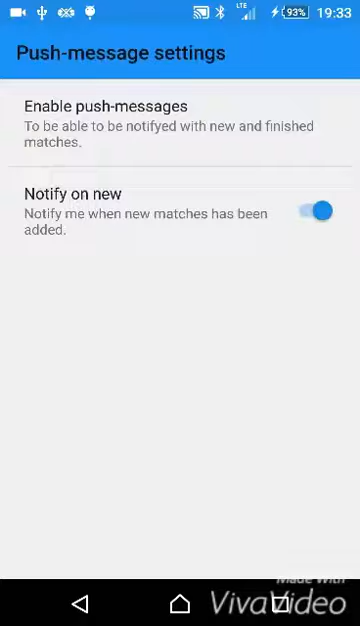 LTE
93%
19:33
Push-message settings
Enable push-messages
To be able to be notifyed with new and finished
matches.
Notify on new
Notify me when new matches has been
added.
Made With
VivaVideo